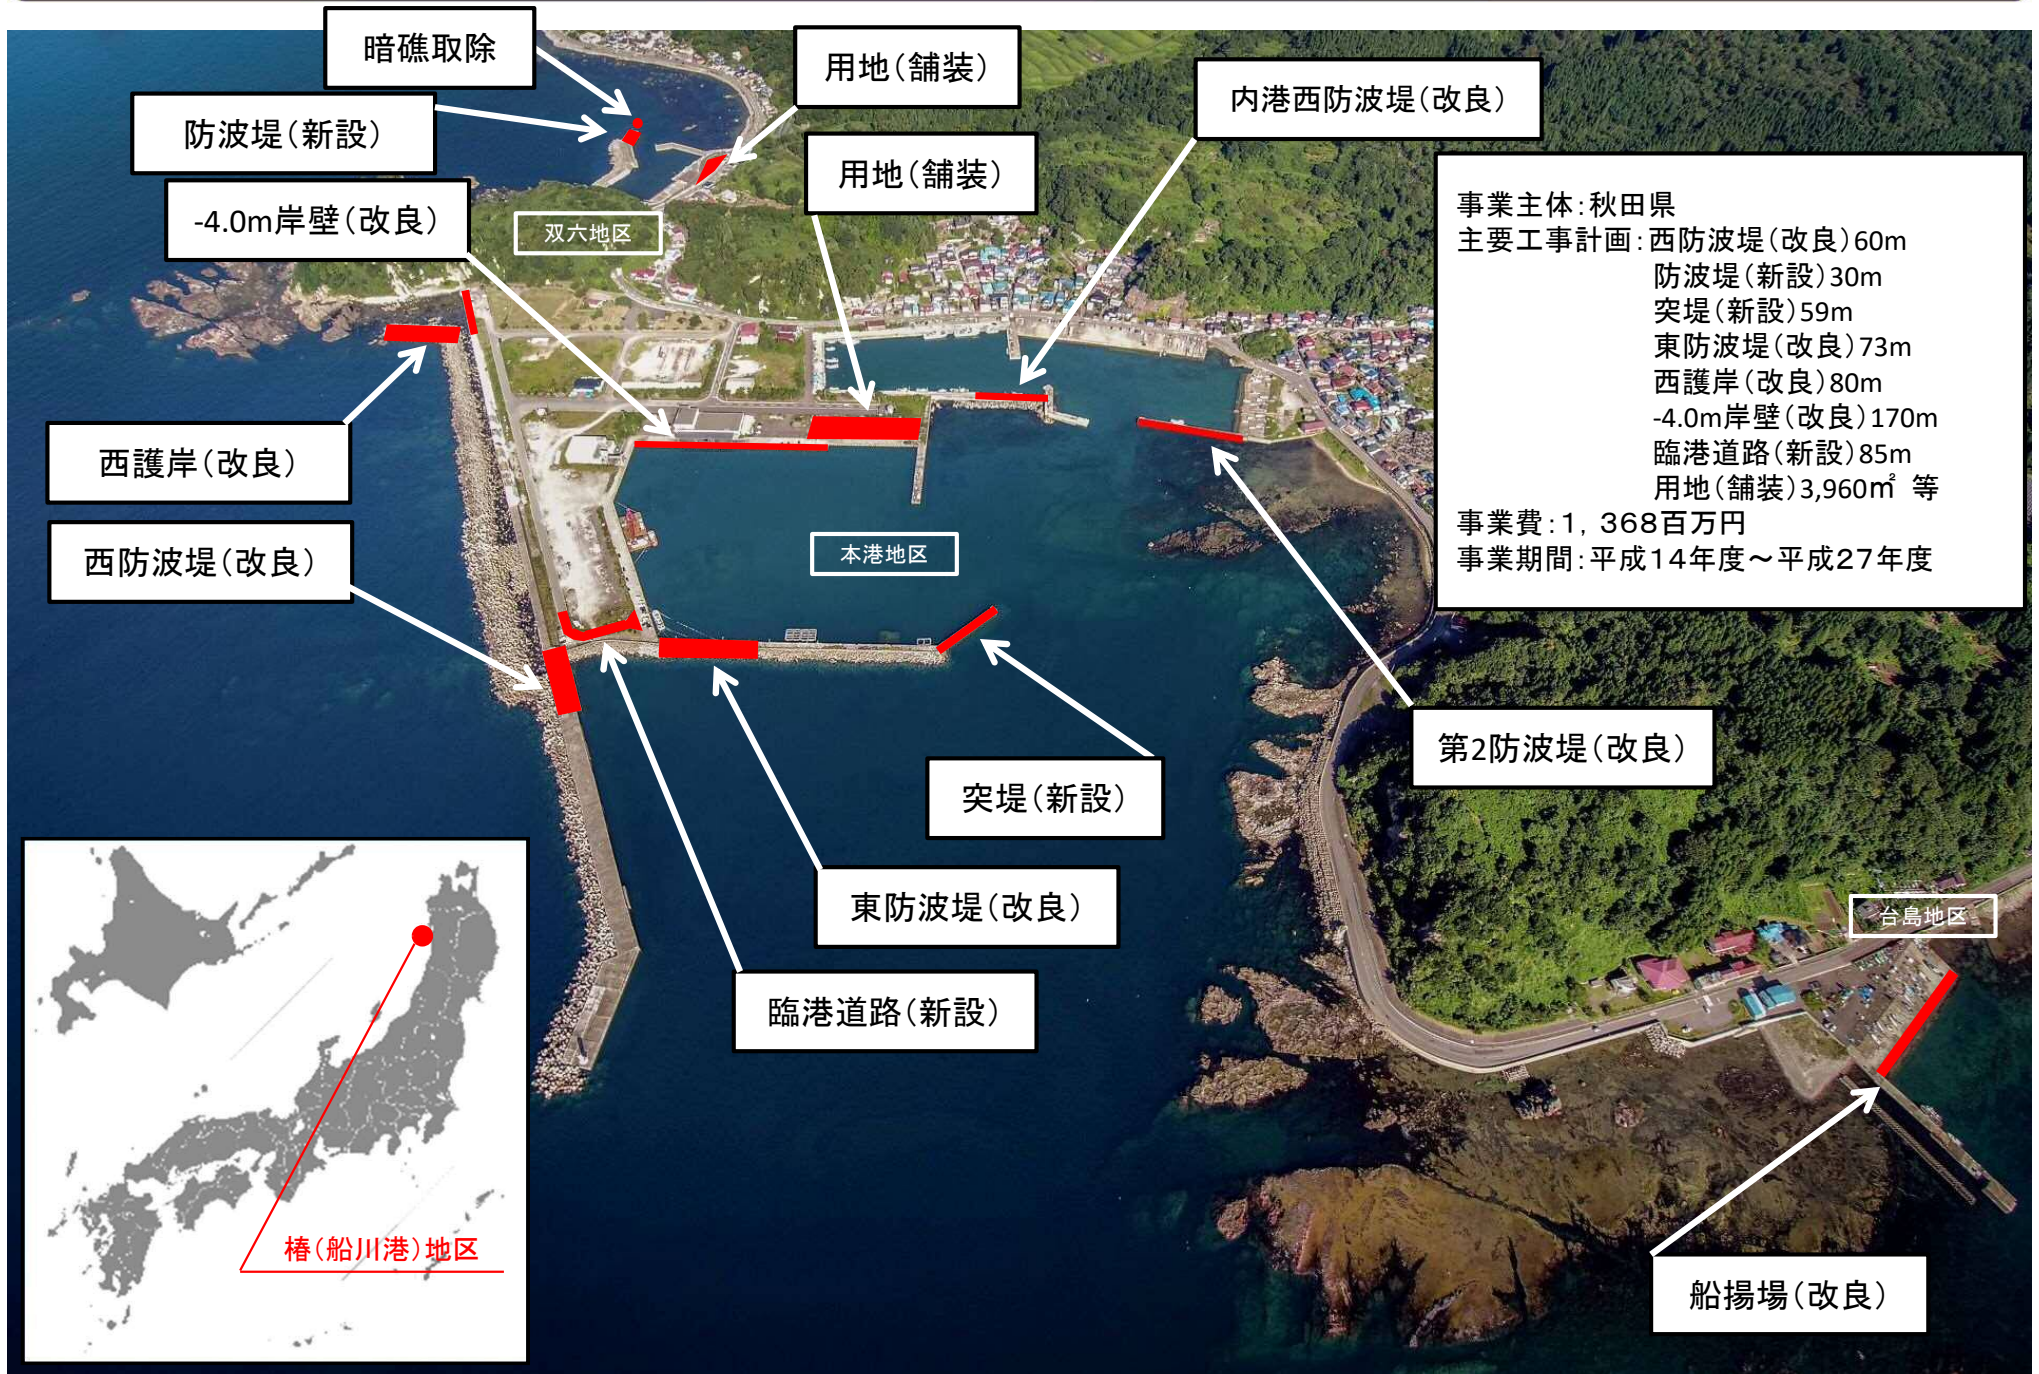 暗礁取除
用地(舗装)
内港西防波堤(改良)
防波堤(新設)
用地(舗装)
-4.0m岸壁(改良)
双六地区
事業主体:秋田県
主要工事計画:西防波堤(改良)60m
防波堤(新設)30m
突堤(新設)59m
東防波堤(改良)73m
西護岸(改良)80m
-4.0m岸壁(改良)170m
臨港道路(新設)85m
用地(舗装)3,960㎡ 等
事業費:1，368百万円
事業期間:平成14年度～平成27年度
西護岸(改良)
西防波堤(改良)
本港地区
第2防波堤(改良)
突堤(新設)
東防波堤(改良)
臨港道路(新設)
台島地区
椿(船川港)地区
船揚場(改良)